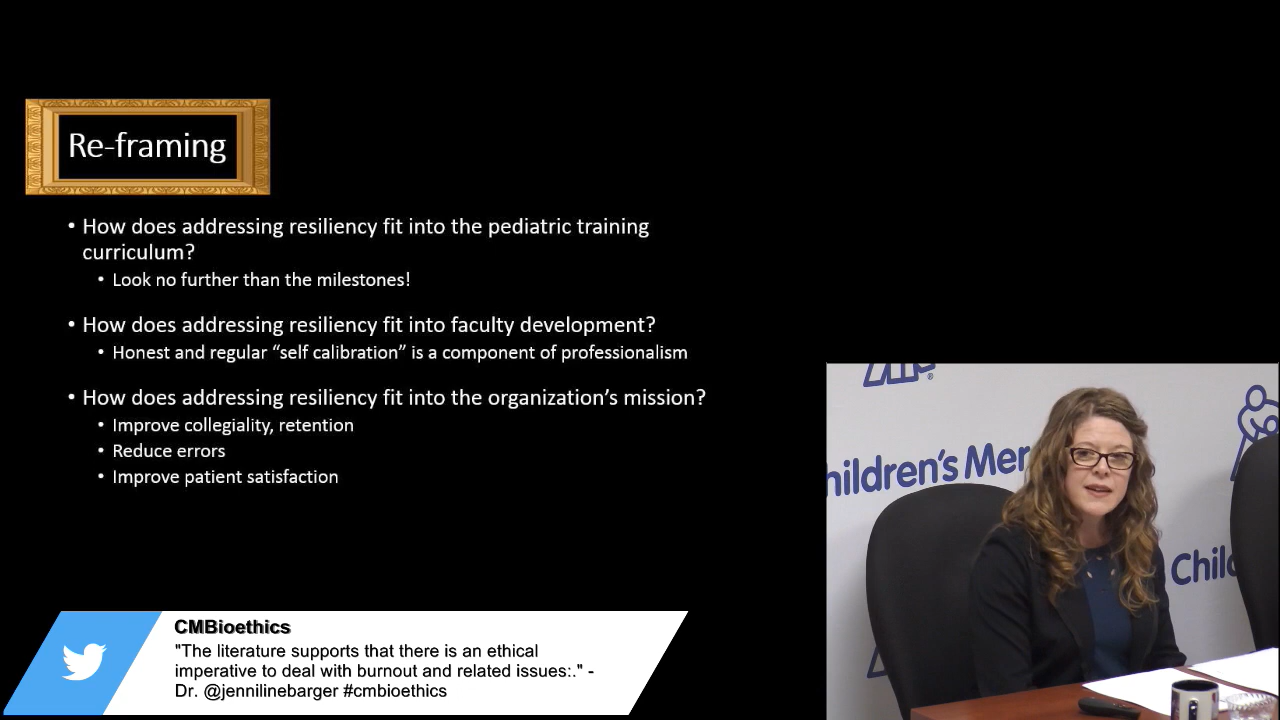 Re-framing
• How does addressing resiliency fit into the pediatric training
curriculum?
• Look no further than the milestones!
• How does addressing resiliency fit into faculty development?
• Honest and regular “self calibration” is a component of professionalism
• How does addressing resiliency fit into the organization’s mission?
• Improve collegiality, retention
• Reduce errors
• Improve patient satisfaction
hildren's Mer
Chil
CMBioethics
"The literature supports that there is an ethical
imperative to deal with burnout and related issues:." -
Dr. @jennilinebarger #cmbioethics